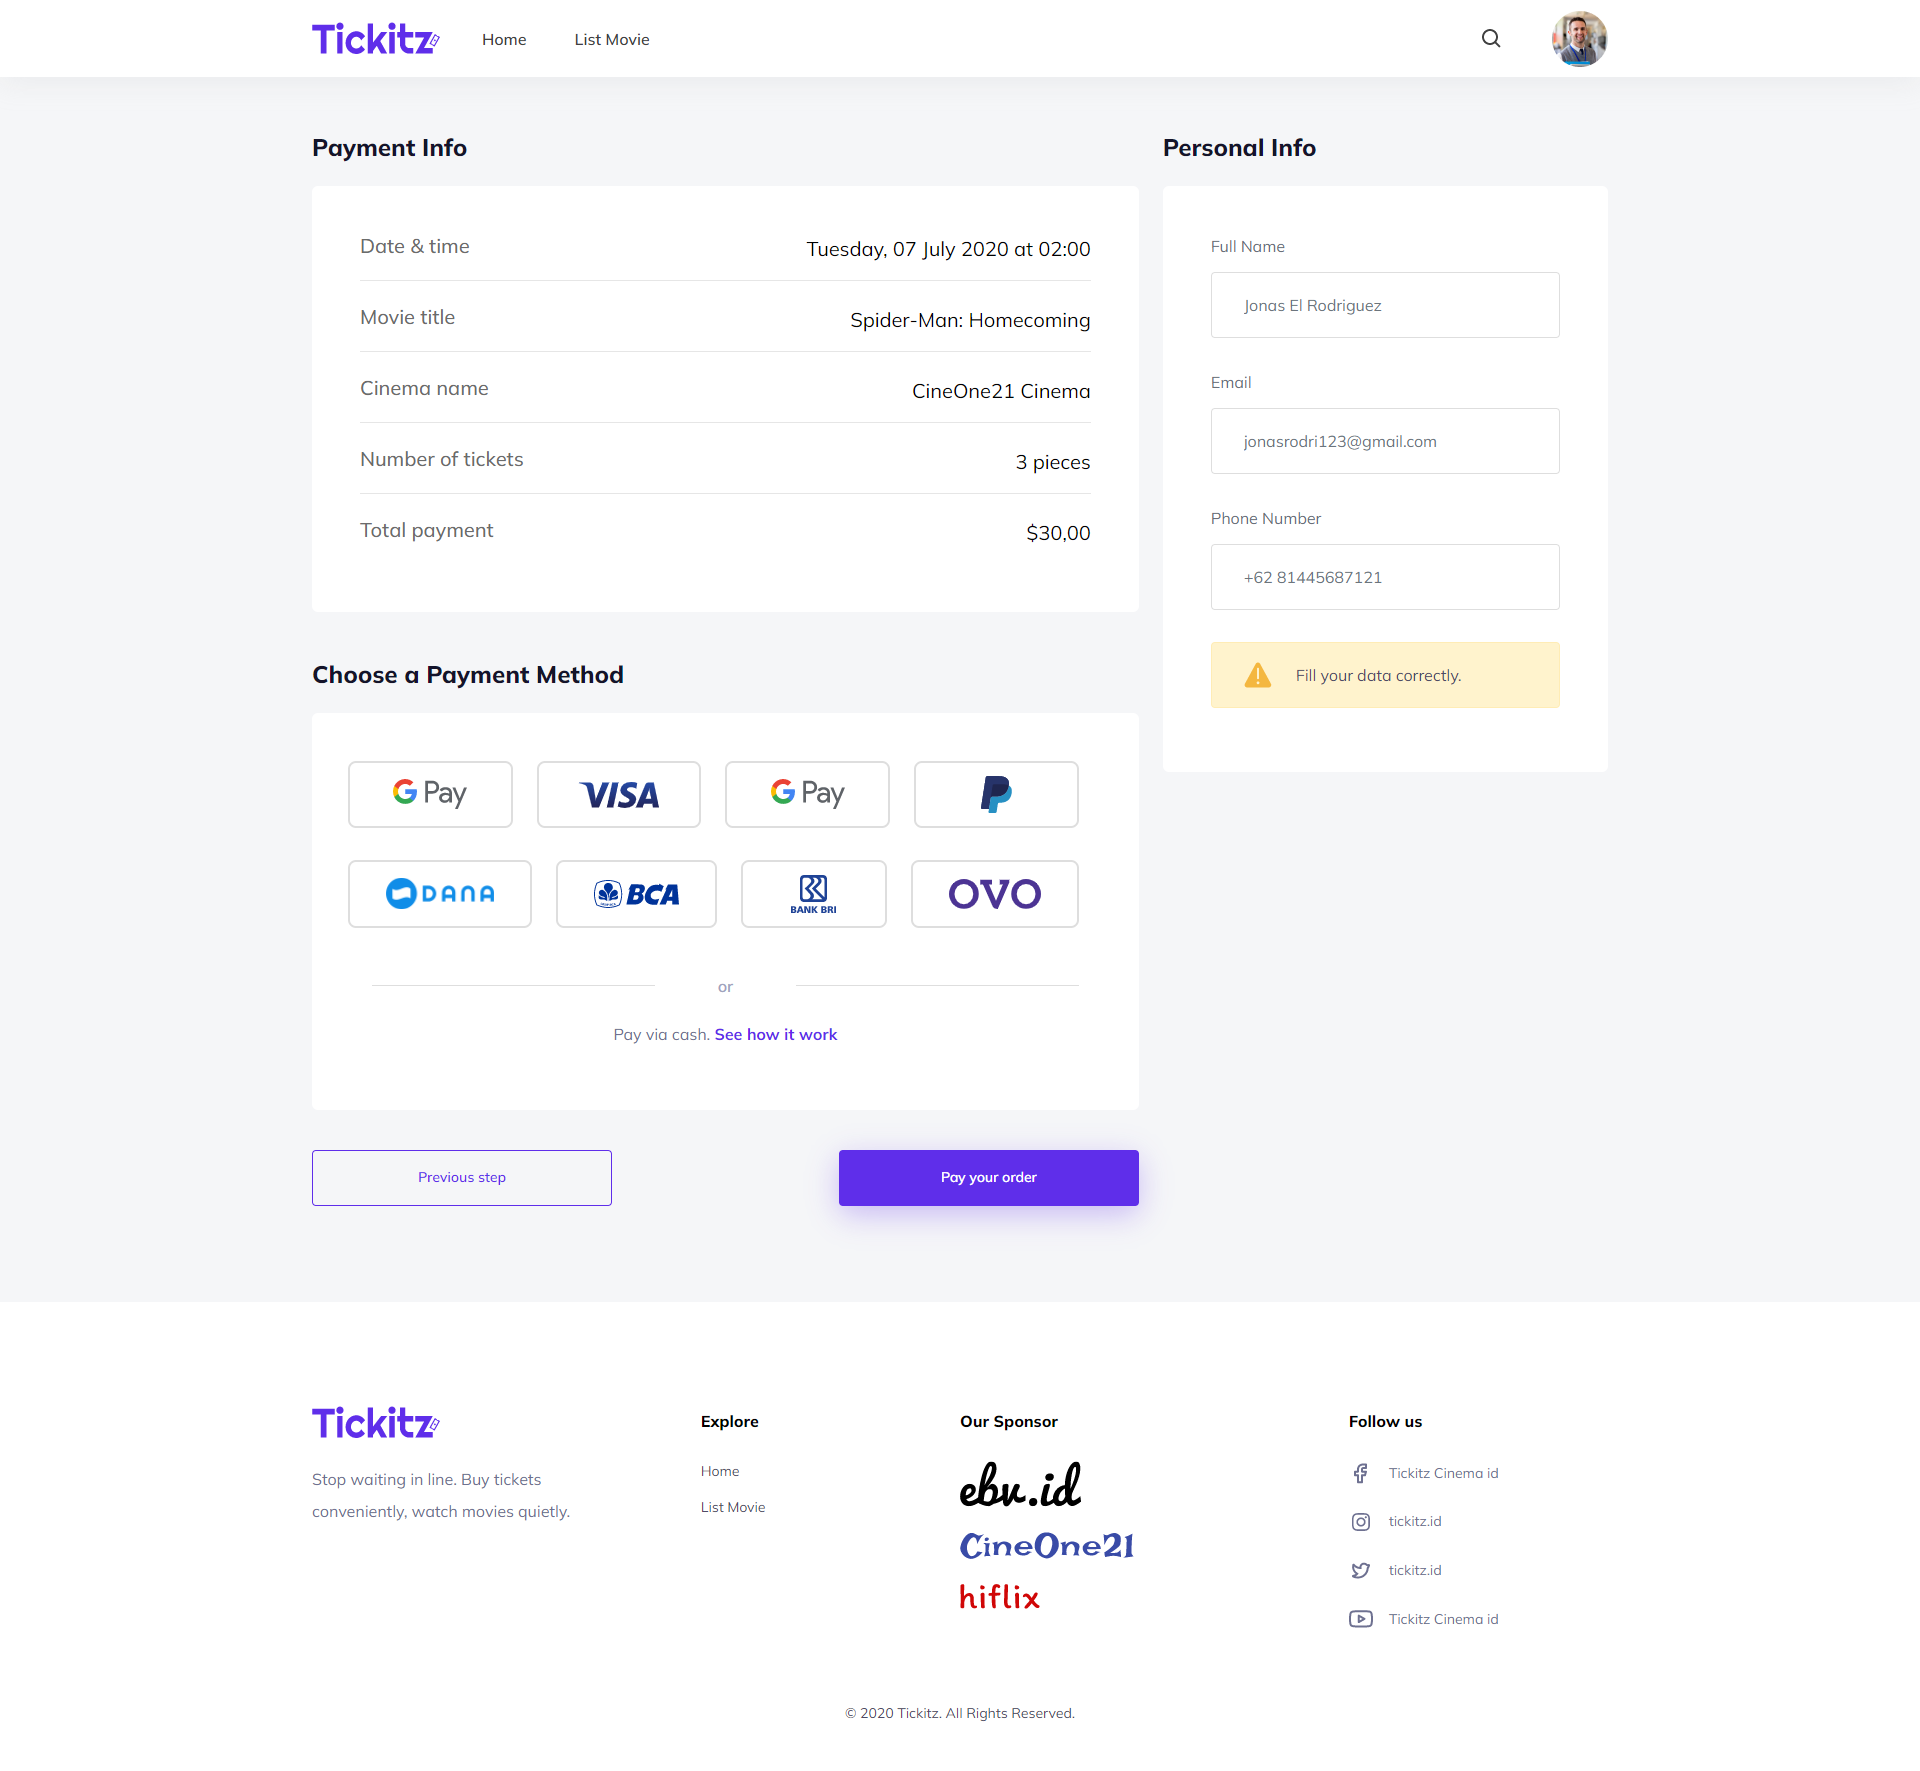 Tickitz
Home
List Movie
Payment Info
Date & time
Tuesday, 07 July 2020 at 02:00
Movie title
Spider-Man: Homecoming
Cinema name
CineOne21 Cinema
Number of tickets
3 pieces
Total payment
$30,00
Personal Info
Full Name
Jonas El Rodriguez
Email
jonasrodri123@gmail.com
Phone Number
+62 81445687121
Fill your data correctly.
Choose a Payment Method
G Pay
VISA
G Pay
DANA
BCA
BANK BRI
OVO
or
Pay via cash. See how it work
Previous step
Pay your order
Tickitz
Stop waiting in line. Buy tickets
conveniently, watch movies quietly.
Explore
Home
List Movie
Our Sponsor
ebv.id
CineOne21
hiflix
Follow us
Tickitz Cinema id
tickitz.id
tickitz.id
Tickitz Cinema id
© 2020 Tickitz. All Rights Reserved.